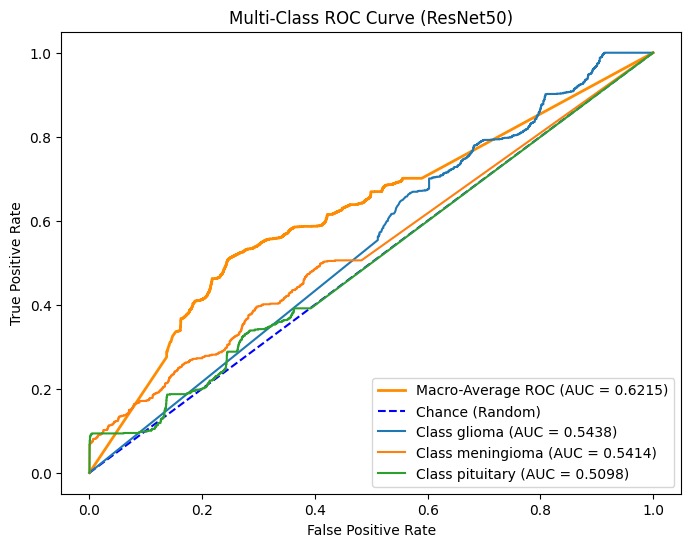 Multi-Class ROC Curve (ResNet50)
True Positive Rate
1.0
0.8
0.6
0.4
0.2
0.0
0.0 0.2 0.4 0.6 0.8 1.0
False Positive Rate
Macro-Average ROC (AUC = 0.6215)
Chance (Random)
Class glioma (AUC = 0.5438)
Class meningioma (AUC = 0.5414)
Class pituitary (AUC = 0.5098)